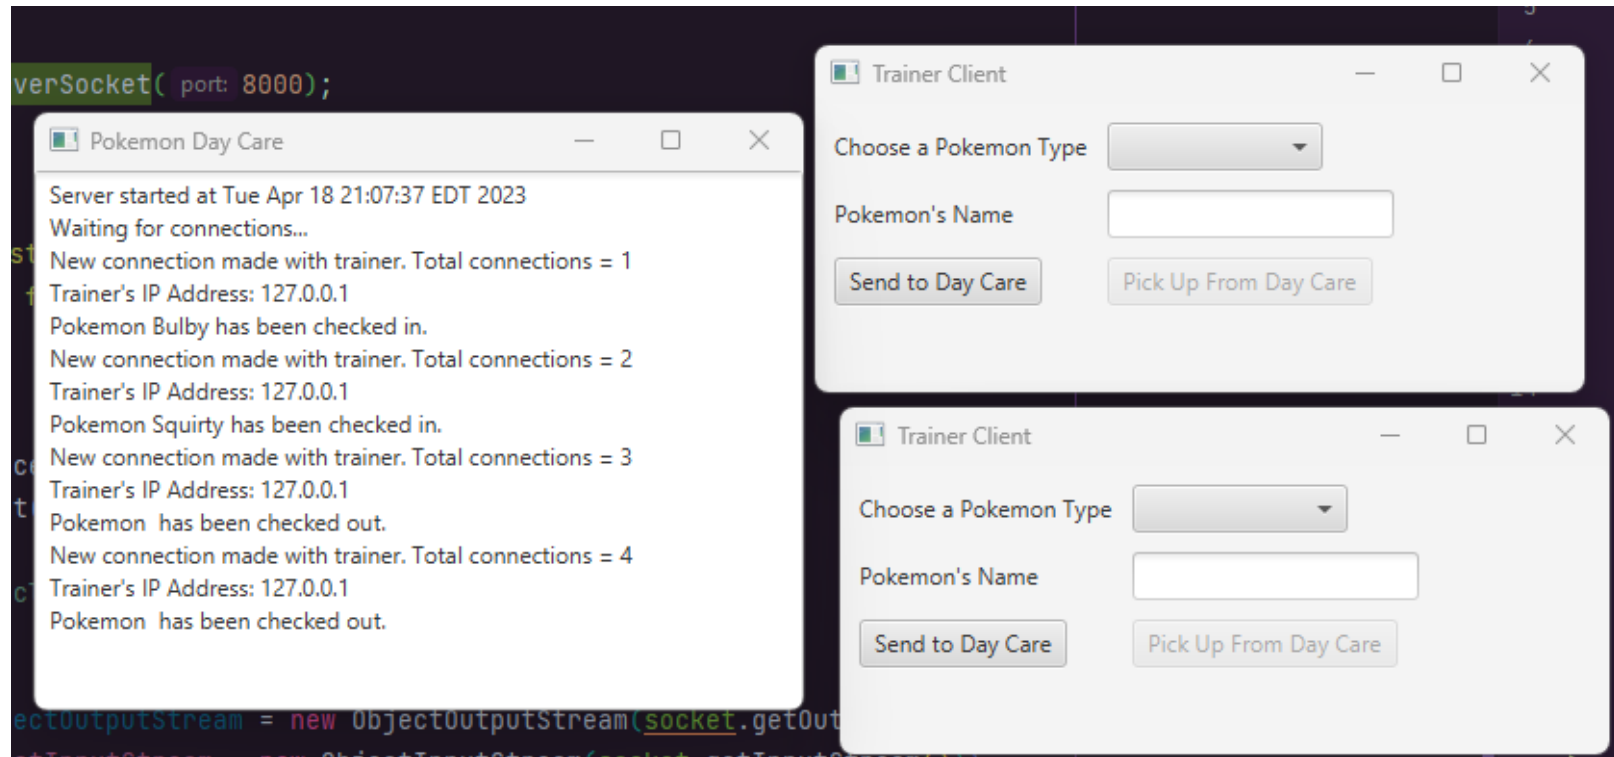 verSocket( port: 8000);
Pokemon Day Care
Server started at Tue Apr 18 21:07:37 EDT 2023
Waiting for connections...
New connection made with trainer. Total connections = 1
Trainer's IP Address: 127.0.0.1
Pokemon Bulby has been checked in.
New connection made with trainer. Total connections = 2
Trainer's IP Address: 127.0.0.1
Pokemon Squirty has been checked in.
New connection made with trainer. Total connections = 3
Trainer's IP Address: 127.0.0.1
Pokemon  has been checked out.
New connection made with trainer. Total connections = 4
Trainer's IP Address: 127.0.0.1
Pokemon  has been checked out.
Trainer Client
Choose a Pokemon Type
Pokemon's Name
Send to Day Care Pick Up From Day Care
Trainer Client
Choose a Pokemon Type
Pokemon's Name
Send to Day Care Pick Up From Day Care
ectOutputStream = new ObjectOutputStream(socket.getOut